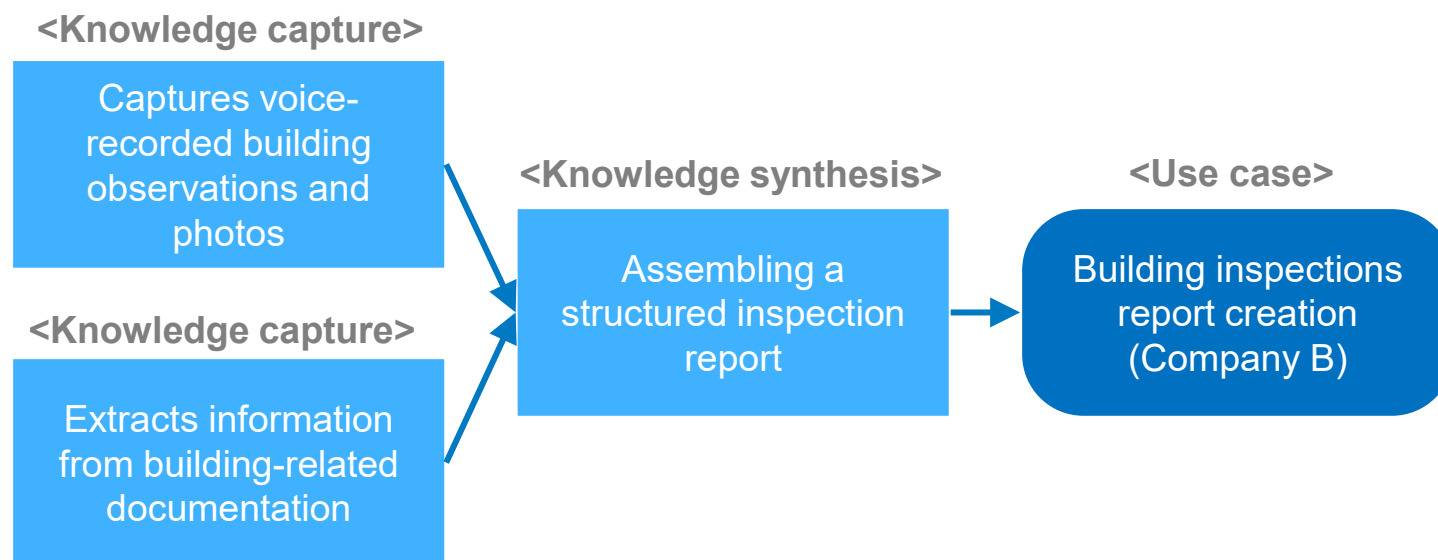 <Knowledge capture>
Captures voice-
recorded building
observations and
photos
<Knowledge capture>
Extracts information
from building-related
documentation
<Knowledge synthesis>
Assembling a
structured inspection
report
<Use case>
Building inspections
report creation
(Company B)